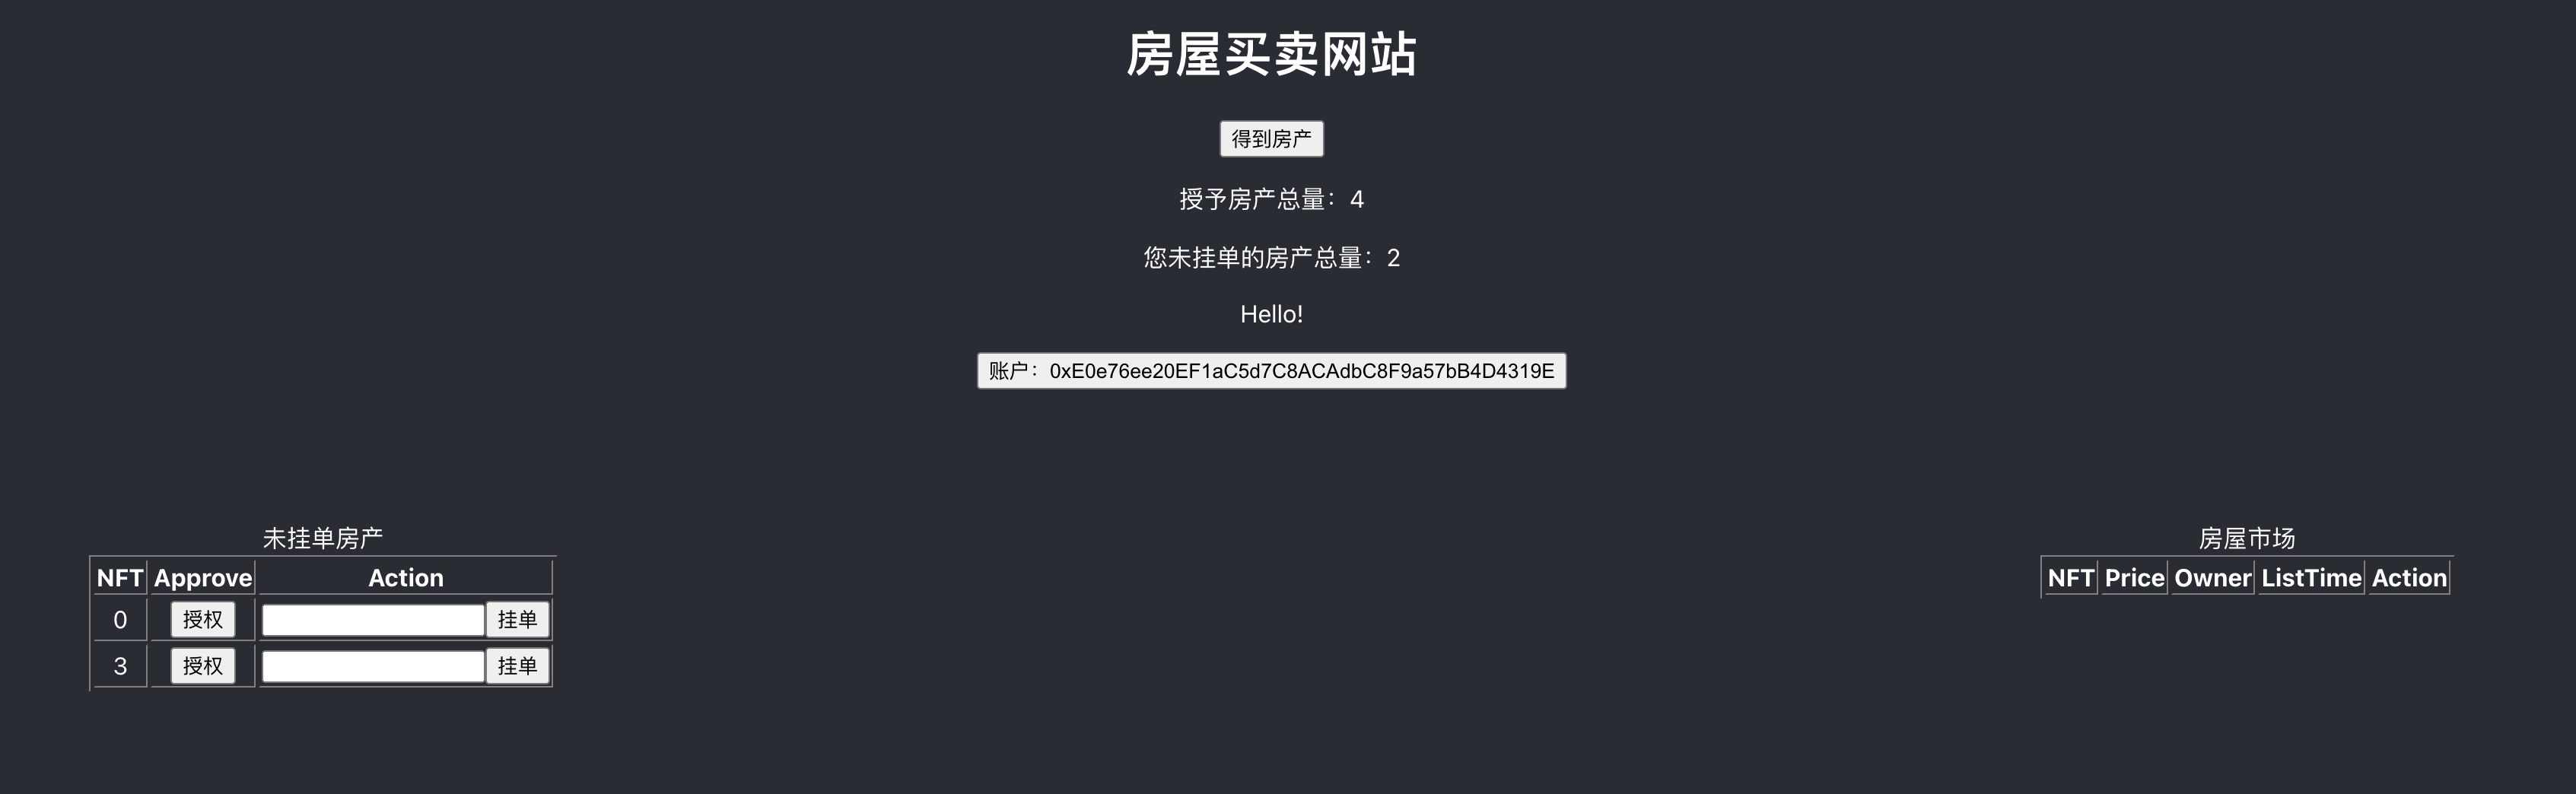 房屋买卖网站
得到房产
授予房产总量：4
您未挂单的房产总量：2
Hello!
账户：0xE0e76ee20EF1aC5d7C8ACAdbC8F9a57bB4D4319E
未挂单房产
NFT Approve Action
0 授权 挂单
3 授权 挂单
房屋市场
NFT Price Owner ListTime Action